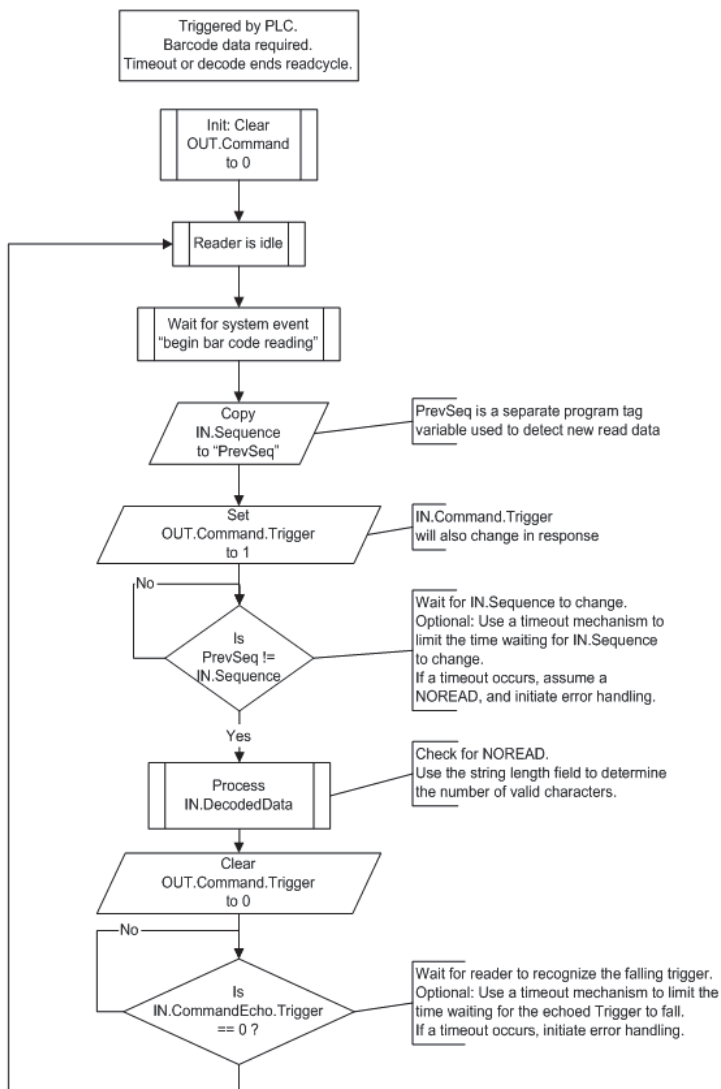 Triggered by PLC.
Barcode data required.
Timeout or decode ends readcycle.
Init: Clear
OUT.Command
to 0
Reader is idle
Wait for system event
“begin bar code reading”
Copy
IN.Sequence
to “PrevSeq”
PrevSeq is a separate program tag
variable used to detect new read data
Set
OUT.Command.Trigger
to 1
IN.Command.Trigger
will also change in response
No
Is
PrevSeq !=
IN.Sequence
Wait for IN.Sequence to change.
Optional: Use a timeout mechanism to
limit the time waiting for IN.Sequence
to change.
If a timeout occurs, assume a
NOREAD, and initiate error handling.
Yes
Process
IN.DecodedData
Check for NOREAD.
Use the string length field to determine
the number of valid characters.
Clear
OUT.Command.Trigger
to 0
No
Is
IN.CommandEcho.Trigger
== 0 ?
Wait for reader to recognize the falling trigger.
Optional: Use a timeout mechanism to limit the
time waiting for the echoed Trigger to fall.
If a timeout occurs, initiate error handling.